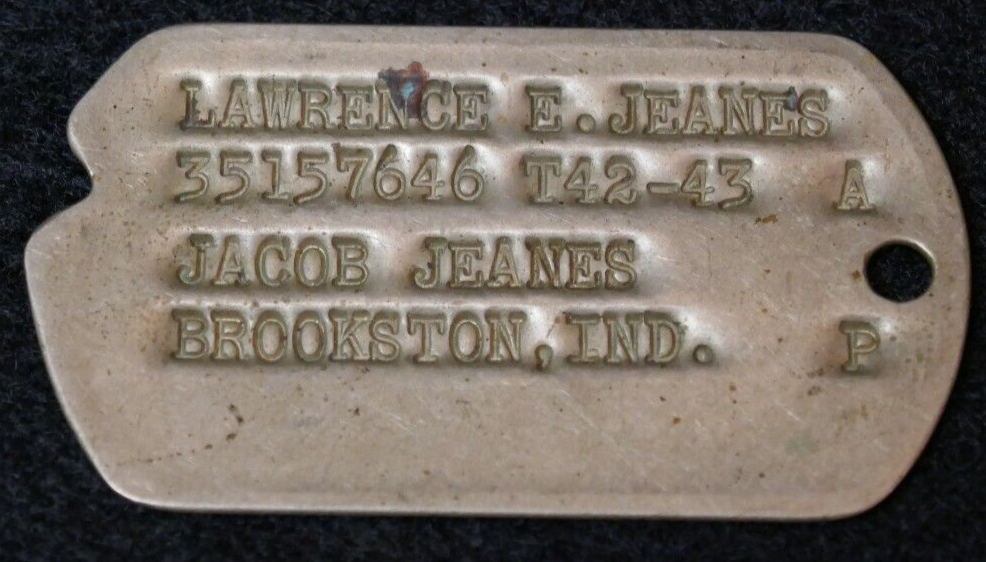 LAWRENCE E.JEANES
35157646 T42-43 A
JACOB JEANES
BROOKSTON,IND. P